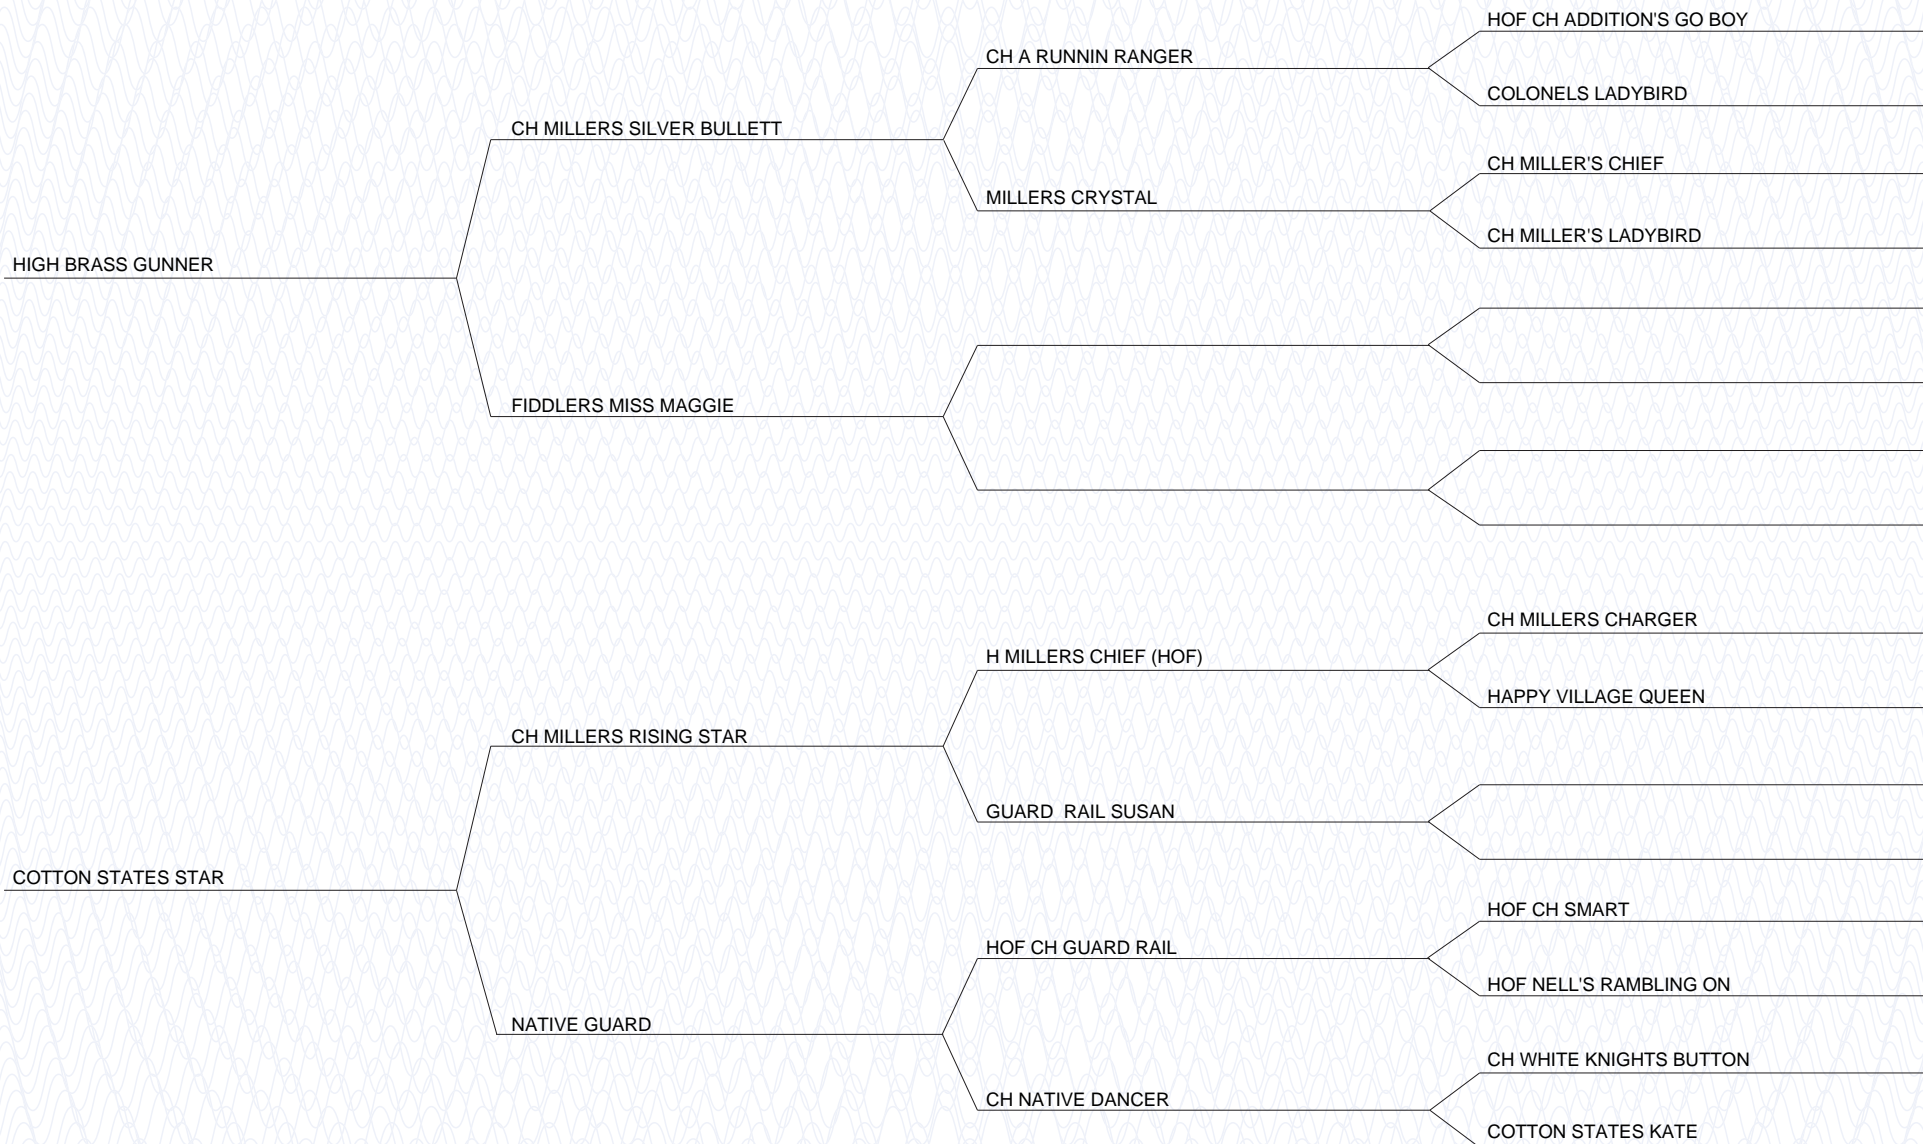 HOF CH ADDITION'S GO BOY
CH A RUNNIN RANGER
COLONELS LADYBIRD
CH MILLERS SILVER BULLETT
CH MILLER'S CHIEF
MILLERS CRYSTAL
CH MILLER'S LADYBIRD
HIGH BRASS GUNNER
FIDDLERS MISS MAGGIE
CH MILLERS CHARGER
H MILLERS CHIEF (HOF)
HAPPY VILLAGE QUEEN
CH MILLERS RISING STAR
GUARD  RAIL SUSAN
COTTON STATES STAR
HOF CH SMART
HOF CH GUARD RAIL
HOF NELL'S RAMBLING ON
NATIVE GUARD
CH WHITE KNIGHTS BUTTON
CH NATIVE DANCER
COTTON STATES KATE